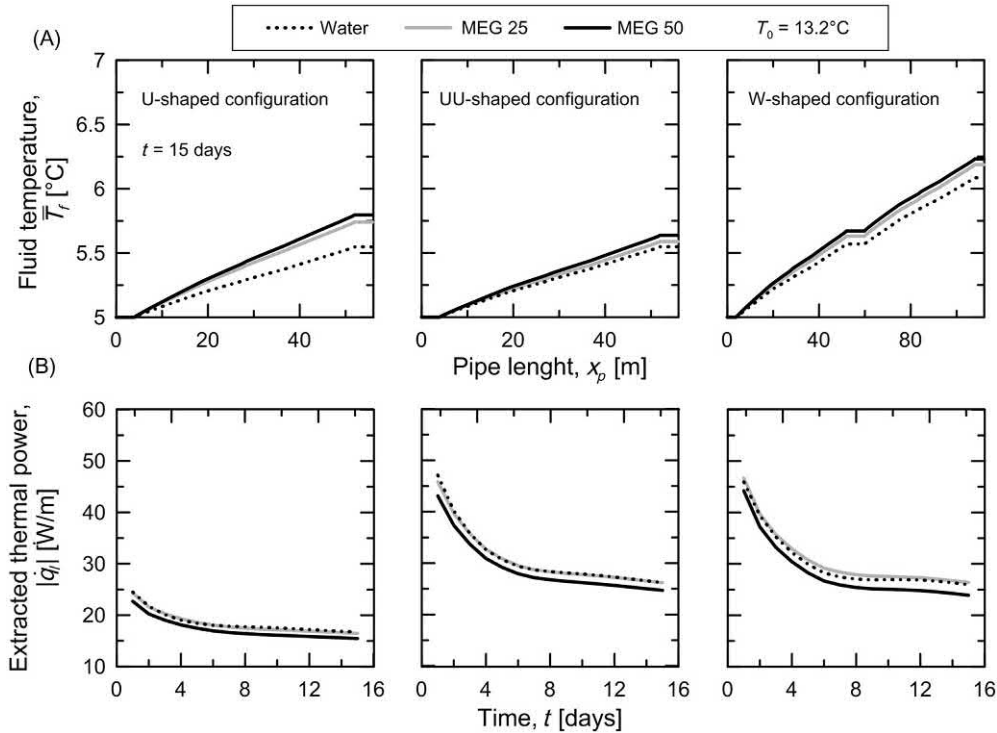 Water MEG 25 MEG 50 T0 = 13.2°C
(A)
Fluid temperature,
T̿f [°C]
7
6.5
6
5.5
5
U-shaped configuration
t = 15 days
0 20 40
UU-shaped configuration
0 20 40
W-shaped configuration
0 40 80
Pipe lenght, xp [m]
(B)
Extracted thermal power,
|q̇l| [W/m]
60
50
40
30
20
10
0 4 8 12 16
0 4 8 12 16
0 4 8 12 16
Time, t [days]